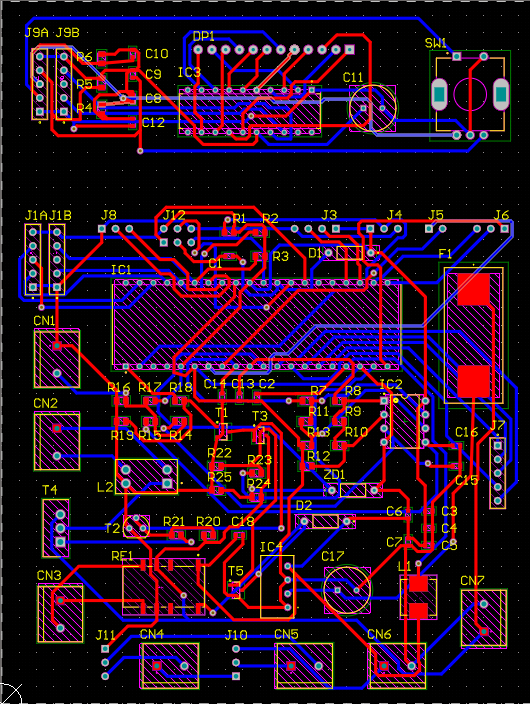 J9A J9B
DP1
SW1
R6
C10
IC3
C9
C11
R5
C8
R4
C12
J1A J1B
J8
J12
R1 R2
J3
J4
J5
J6
C1
R3
D1
F1
IC1
CN1
R16 R17 R18
C14 C13 C2
R7 R8
IC2
CN2
R19 R15 R14
T1
T3
R11 R9
J7
R13 R10
C16
R22
R12
R23
R25
C15
L2
R24
ZD1
T4
D2
C6
C3
T2
R21 R20 C18
C4
IC4
C7
C5
RE1
C17
L1
CN3
T5
CN7
J11
CN4
J10
CN5
CN6